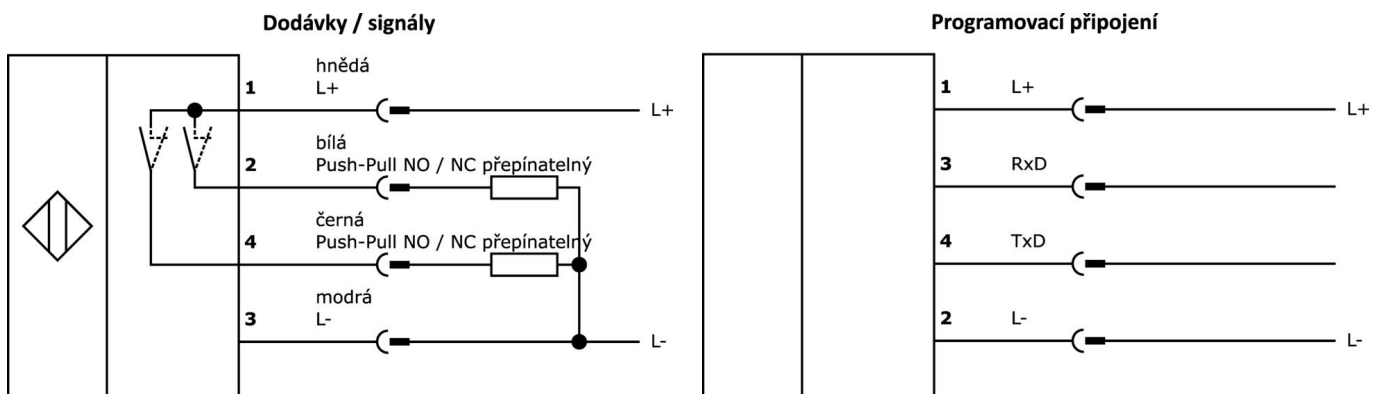 Dodávky / signály
hnědá
1 L+
L+
bílá
2 Push-Pull NO / NC přepínatelný
černá
4 Push-Pull NO / NC přepínatelný
modrá
3 L-
L-
Programovací připojení
1 L+
L+
3 RxD
4 TxD
2 L-
L-